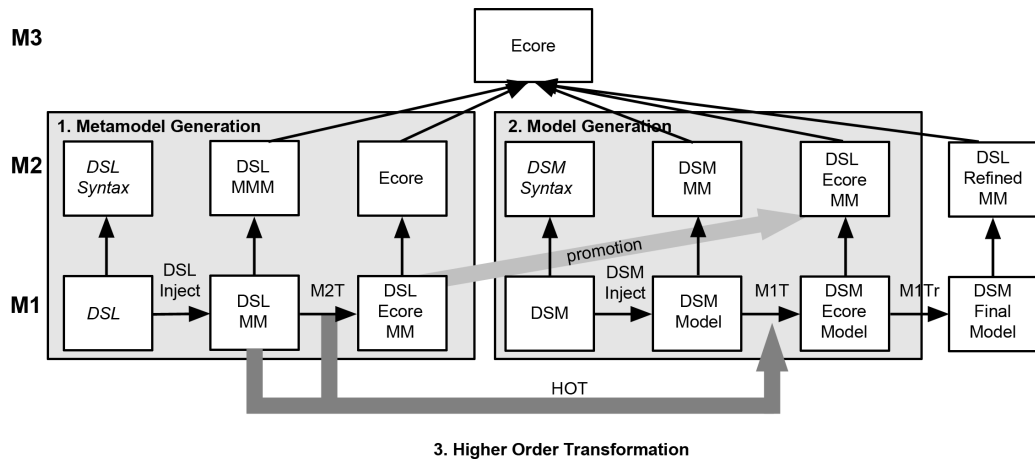 M3
Ecore
1. Metamodel Generation
2. Model Generation
M2
DSL
Syntax
DSL
MMM
Ecore
DSM
Syntax
DSM
MM
DSL
Ecore
MM
DSL
Refined
MM
promotion
M1
DSL
DSL
Inject
DSL
MM
M2T
DSL
Ecore
MM
DSM
DSM
Inject
DSM
Model
M1T
DSM
Ecore
Model
M1Tr
DSM
Final
Model
HOT
3. Higher Order Transformation